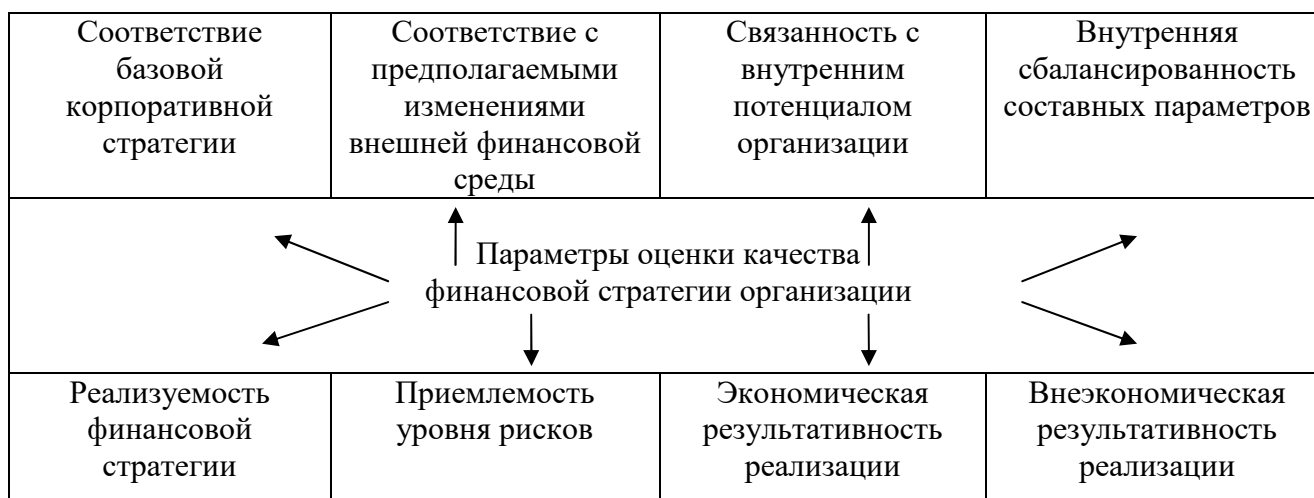 Соответствие
базовой
корпоративной
стратегии
Соответствие с
предполагаемыми
изменениями
внешней финансовой
среды
Связанность с
внутренним
потенциалом
организации
Внутренняя
сбалансированность
составных параметров
Параметры оценки качества
финансовой стратегии организации
Реализуемость
финансовой
стратегии
Приемлемость
уровня рисков
Экономическая
результативность
реализации
Внеэкономическая
результативность
реализации